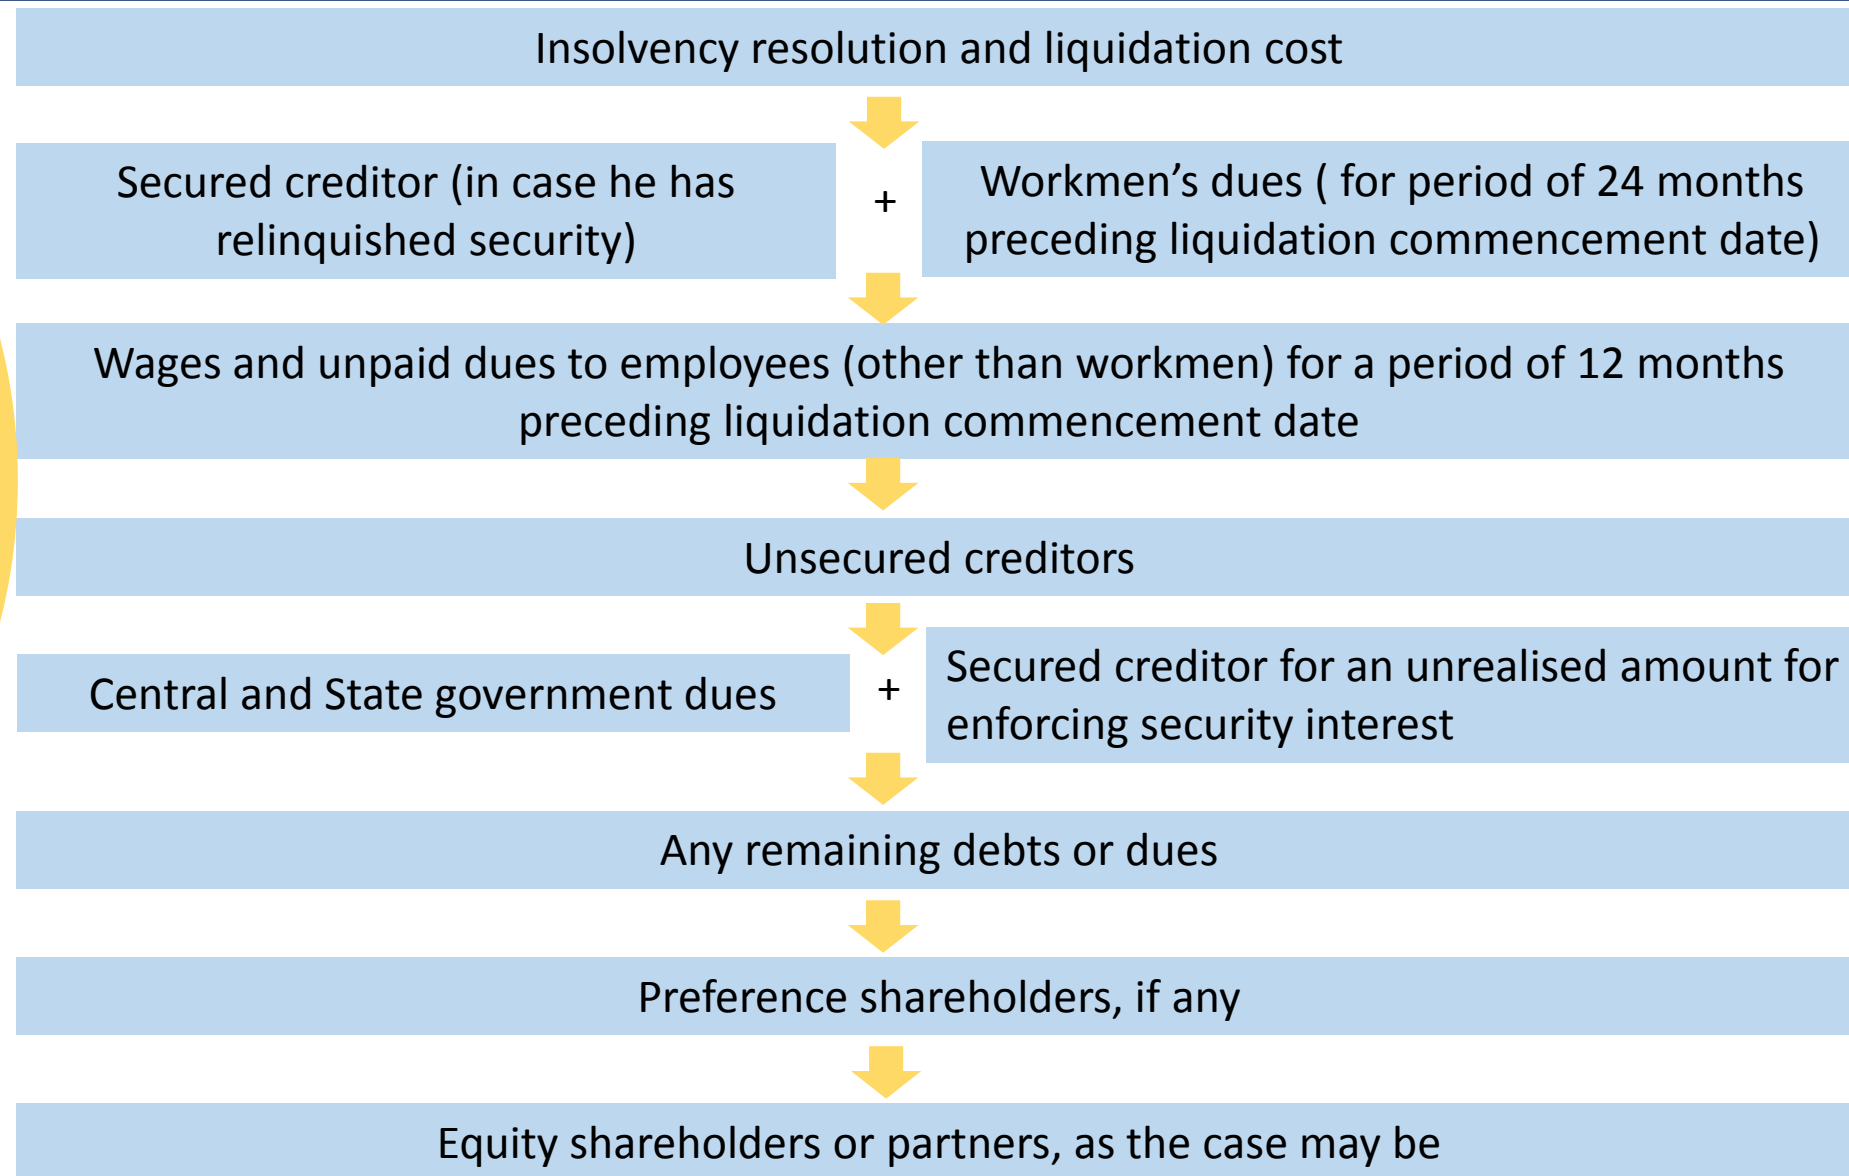 Insolvency resolution and liquidation cost
Secured creditor (in case he has
relinquished security)
+
Workmen’s dues ( for period of 24 months
preceding liquidation commencement date)
Wages and unpaid dues to employees (other than workmen) for a period of 12 months
preceding liquidation commencement date
Unsecured creditors
Central and State government dues
+
Secured creditor for an unrealised amount for
enforcing security interest
Any remaining debts or dues
Preference shareholders, if any
Equity shareholders or partners, as the case may be